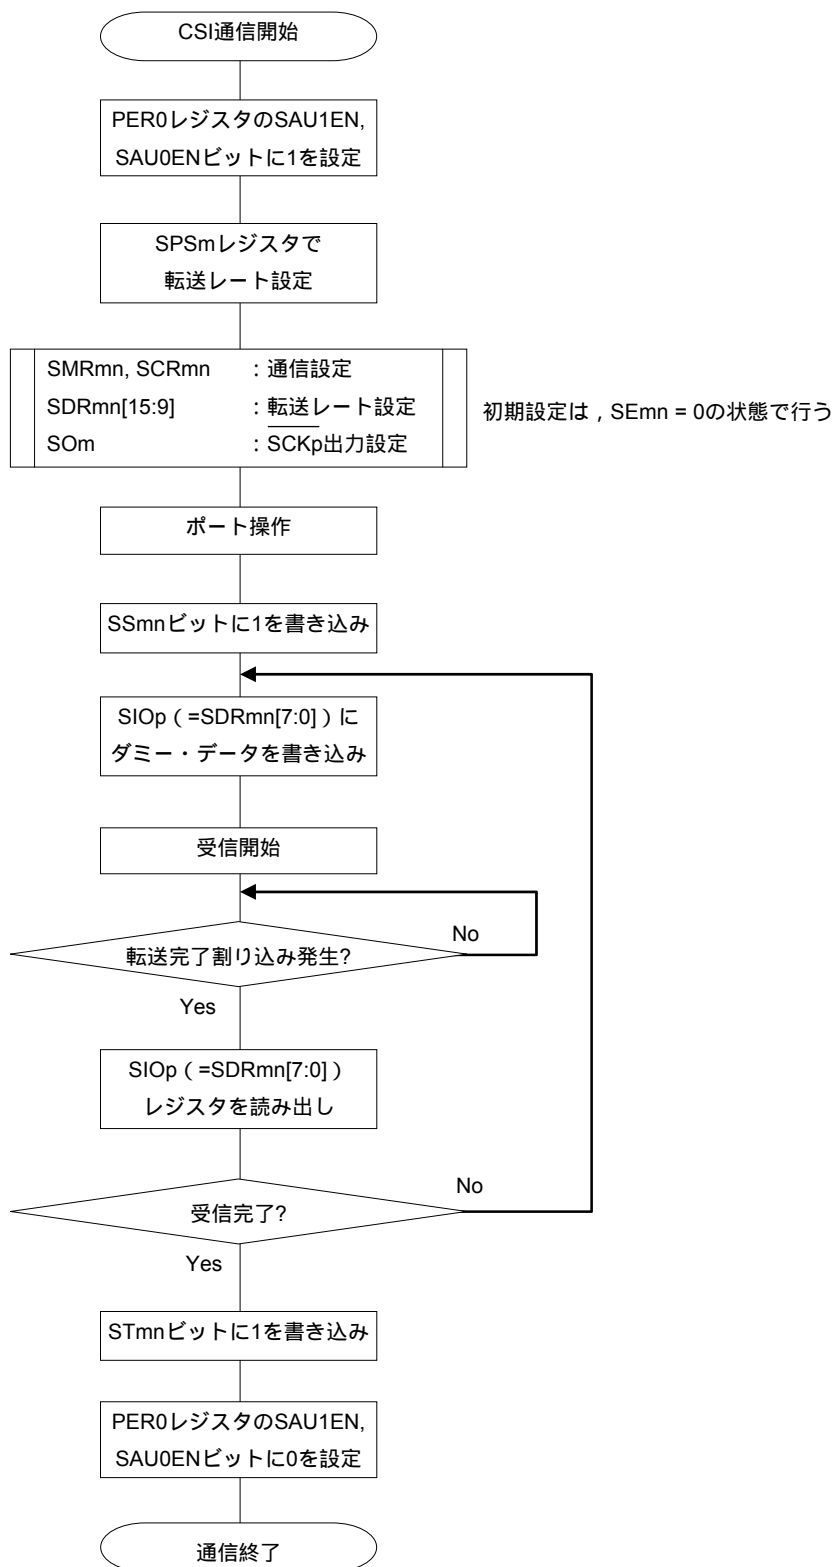 CSI通信開始
PER0レジスタのSAU1EN,
SAU0ENビットに1を設定
SPSmレジスタで
転送レート設定
SMRmn, SCRmn ：通信設定
SDRmn[15:9] ：転送レート設定
SOm ：SCKp出力設定
初期設定は，SEmn = 0の状態で行う
ポート操作
SSmnビットに1を書き込み
SIOp（=SDRmn[7:0]）に
ダミー・データを書き込み
受信開始
No
転送完了割り込み発生?
Yes
SIOp（=SDRmn[7:0]）
レジスタを読み出し
No
受信完了?
Yes
STmnビットに1を書き込み
PER0レジスタのSAU1EN,
SAU0ENビットに0を設定
通信終了